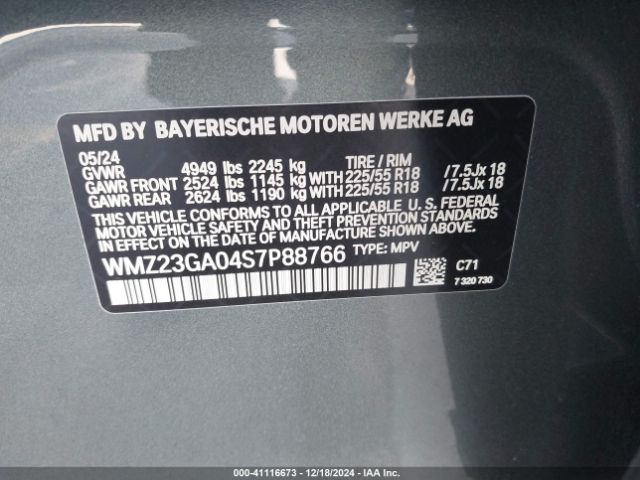 MFD BY BAYERISCHE MOTOREN WERKE AG
05/24 TIRE / RIM
GVWR 4949 lbs 2245 kg
GAWR FRONT 2524 lbs 1145 kg WITH 225/55 R18 /7.5Jx 18
GAWR REAR 2624 lbs 1190 kg WITH 225/55 R18 /7.5Jx 18
THIS VEHICLE CONFORMS TO ALL APPLICABLE U. S. FEDERAL
MOTOR VEHICLE SAFETY AND THEFT PREVENTION STANDARDS
IN EFFECT ON THE DATE OF MANUFACTURE SHOWN ABOVE.
WMZ23GA04S7P88766 TYPE: MPV
C71
7 320 730
000-41116673 | 12/18/2024 - IAA Inc.